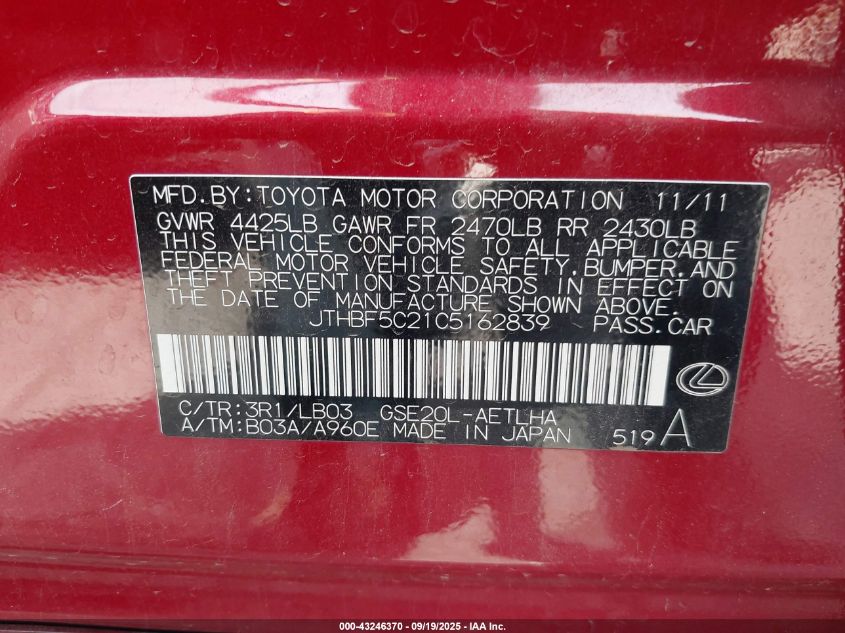 MFD.BY:TOYOTA MOTOR CORPORATION 11/11
GVWR 4425LB GAWR FR 2470LB RR 2430LB
THIS VEHICLE CONFORMS TO ALL APPLICABLE
FEDERAL MOTOR VEHICLE SAFETY,BUMPER,AND
THEFT PREVENTION STANDARDS IN EFFECT ON
THE DATE OF MANUFACTURE SHOWN ABOVE.
JTHBF5C21C5162839 PASS.CAR
C/TR:3R1/LB03 GSE20L-AETLHA
A/TM:B03A/A960E MADE IN JAPAN 519 A
000-43246370 - 09/19/2025 - IAA Inc.